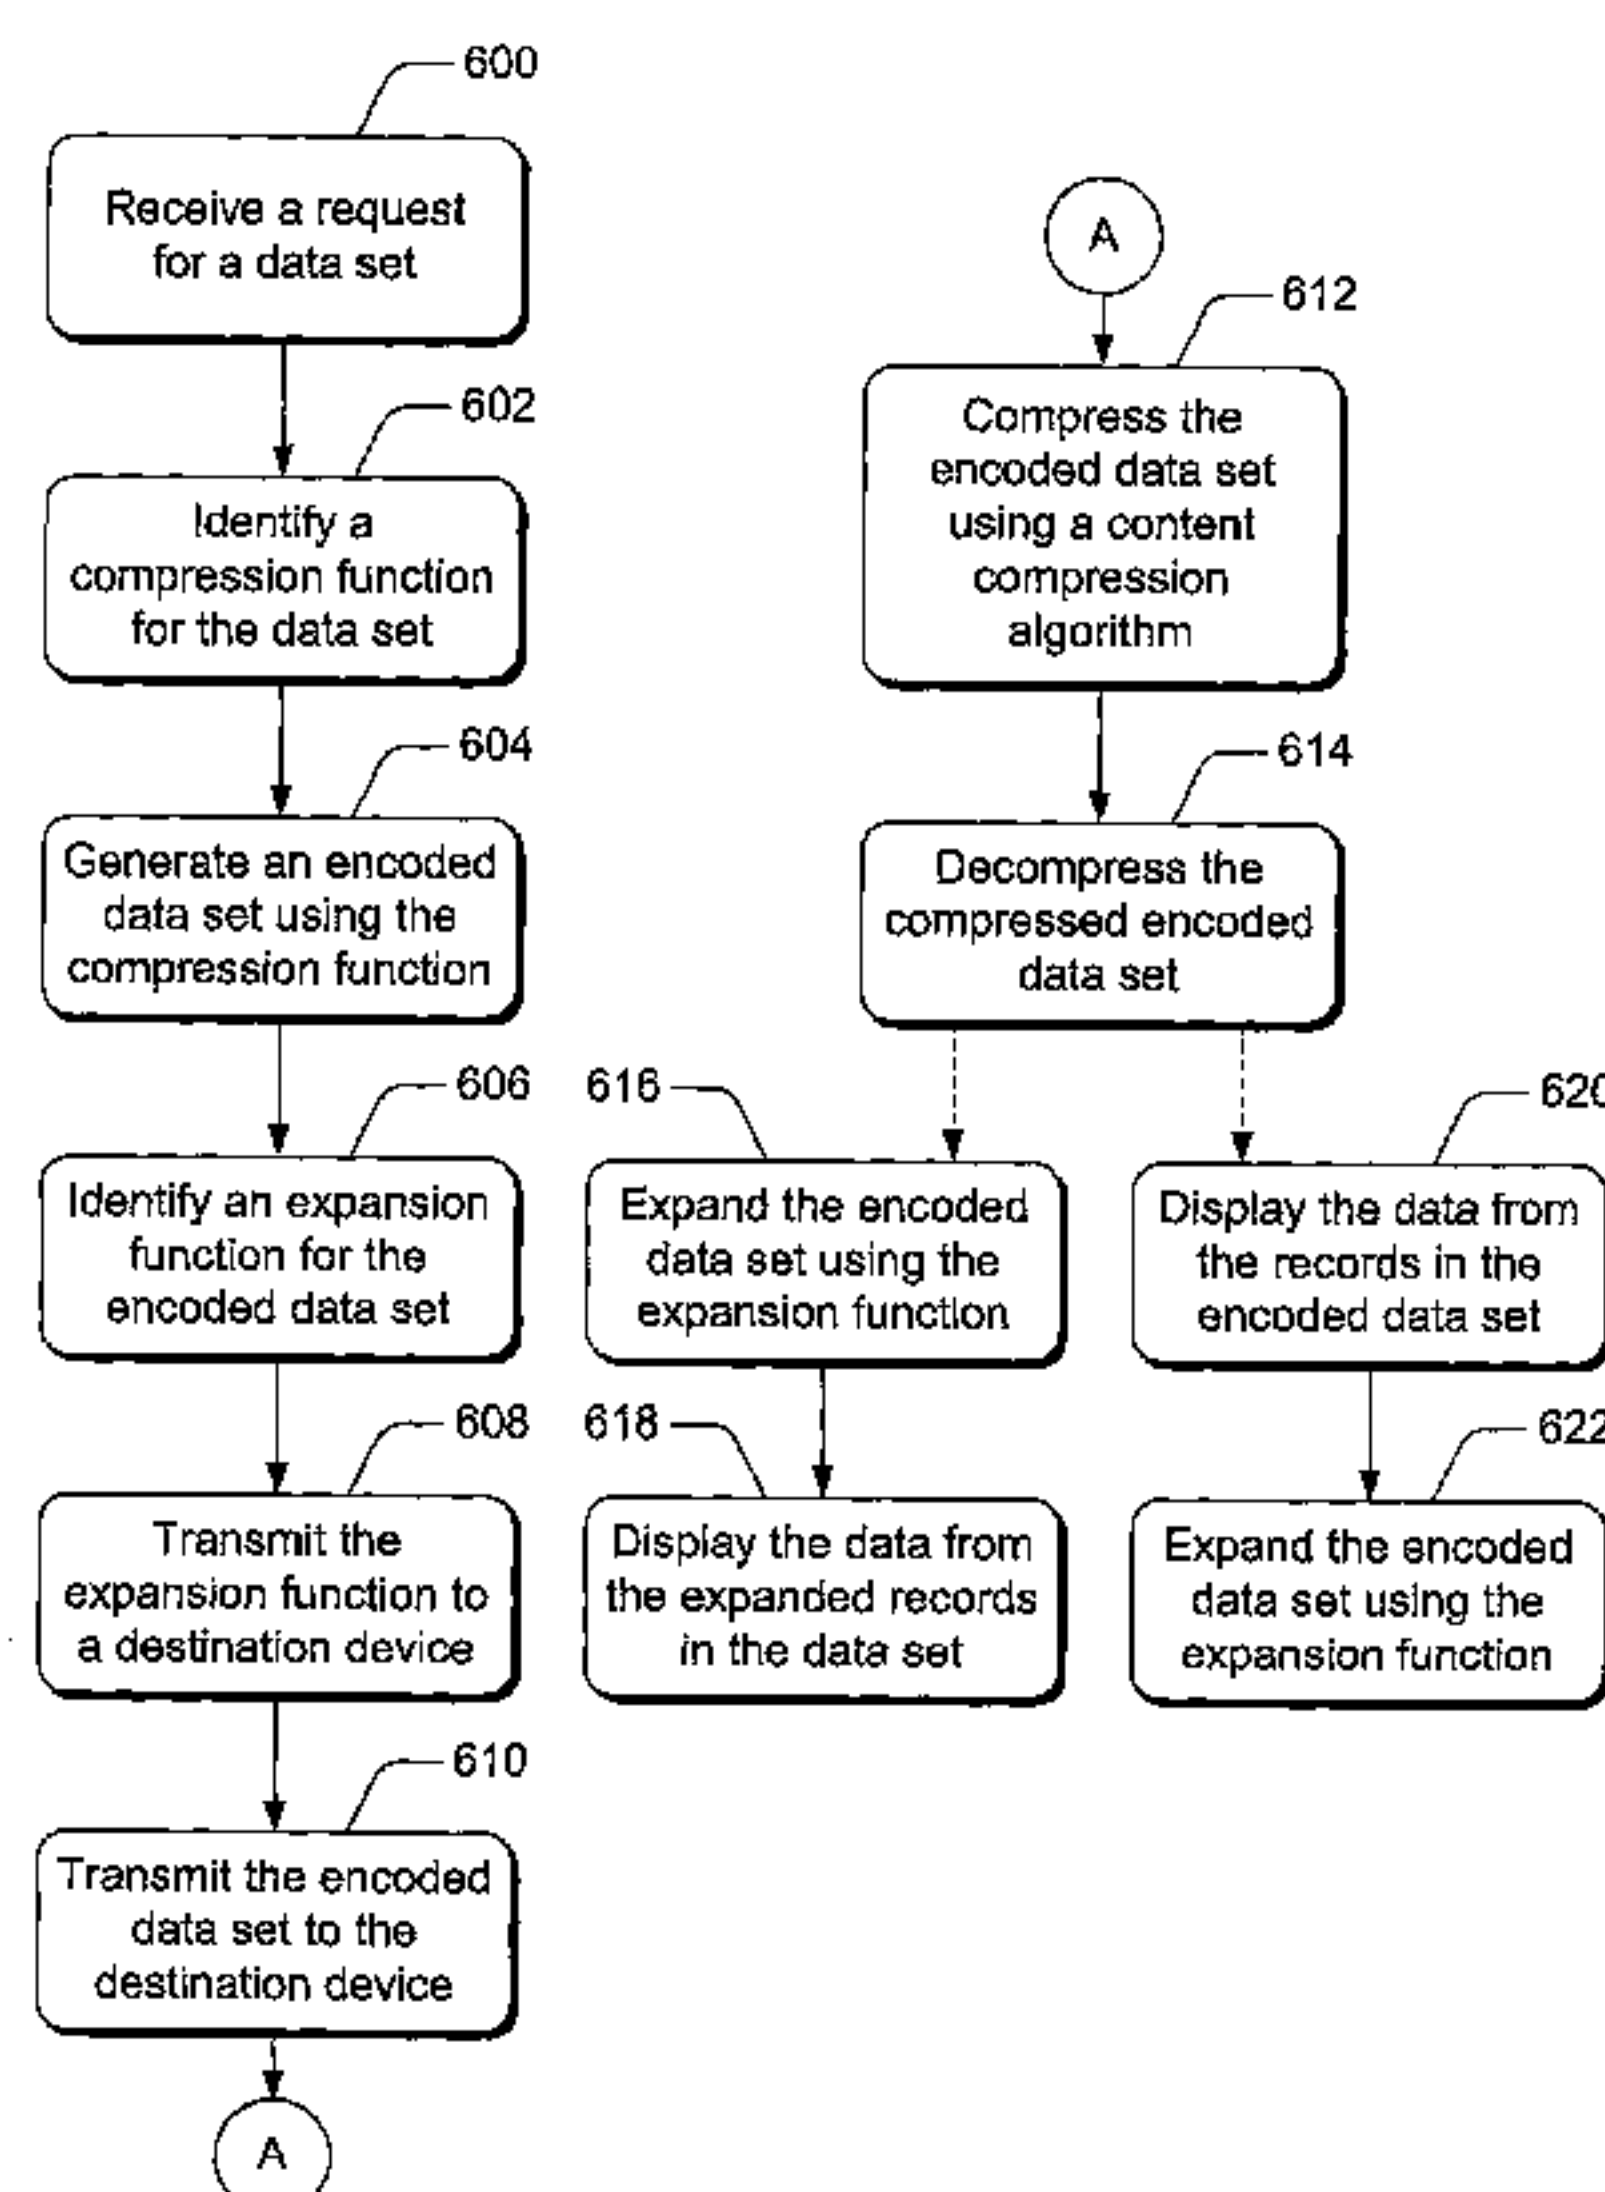 600
Receive a request
for a data set
602
Identify a
compression function
for the data set
604
Generate an encoded
data set using the
compression function
606
Identify an expansion
function for the
encoded data set
608
Transmit the
expansion function to
a destination device
610
Transmit the encoded
data set to the
destination device
A
A
612
Compress the
encoded data set
using a content
compression
algorithm
614
Decompress the
compressed encoded
data set
616
Expand the encoded
data set using the
expansion function
618
Display the data from
the expanded records
in the data set
620
Display the data from
the records in the
encoded data set
622
Expand the encoded
data set using the
expansion function